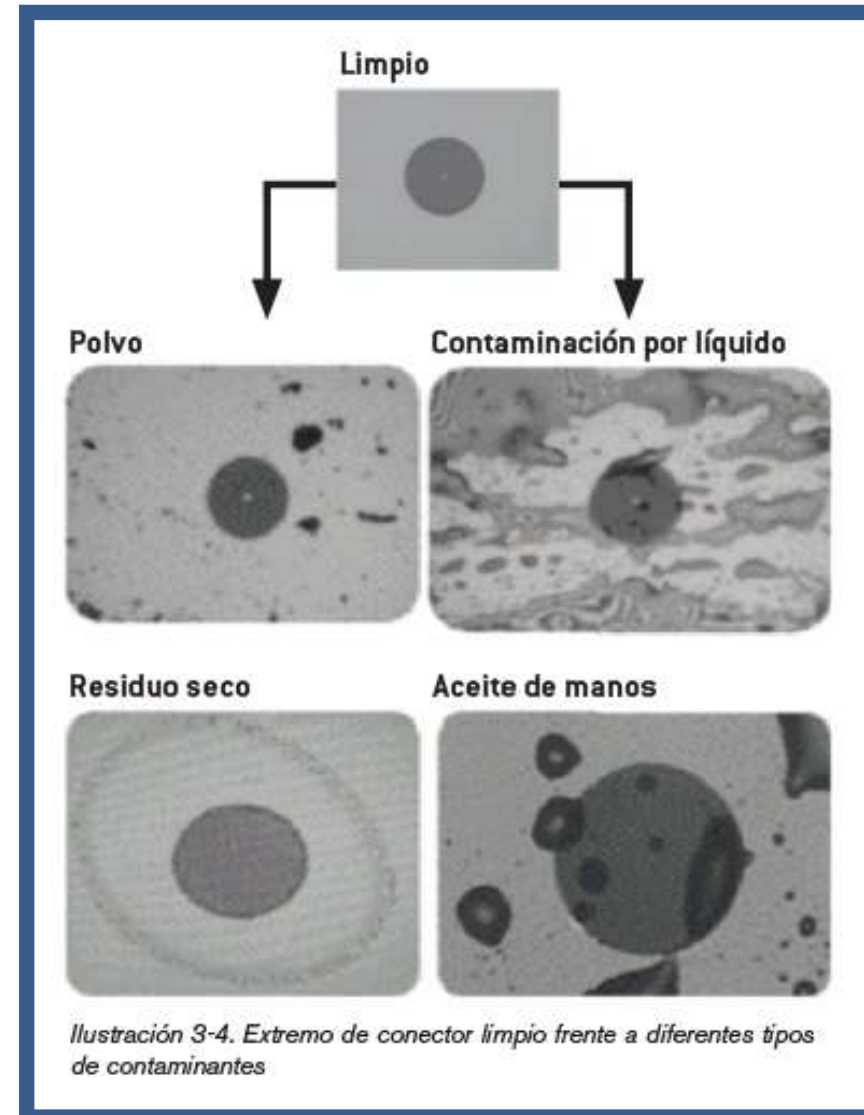 Limpio
Polvo
Contaminación por líquido
Residuo seco
Aceite de manos
Ilustración 3-4. Extremo de conector limpio frente a diferentes tipos
de contaminantes